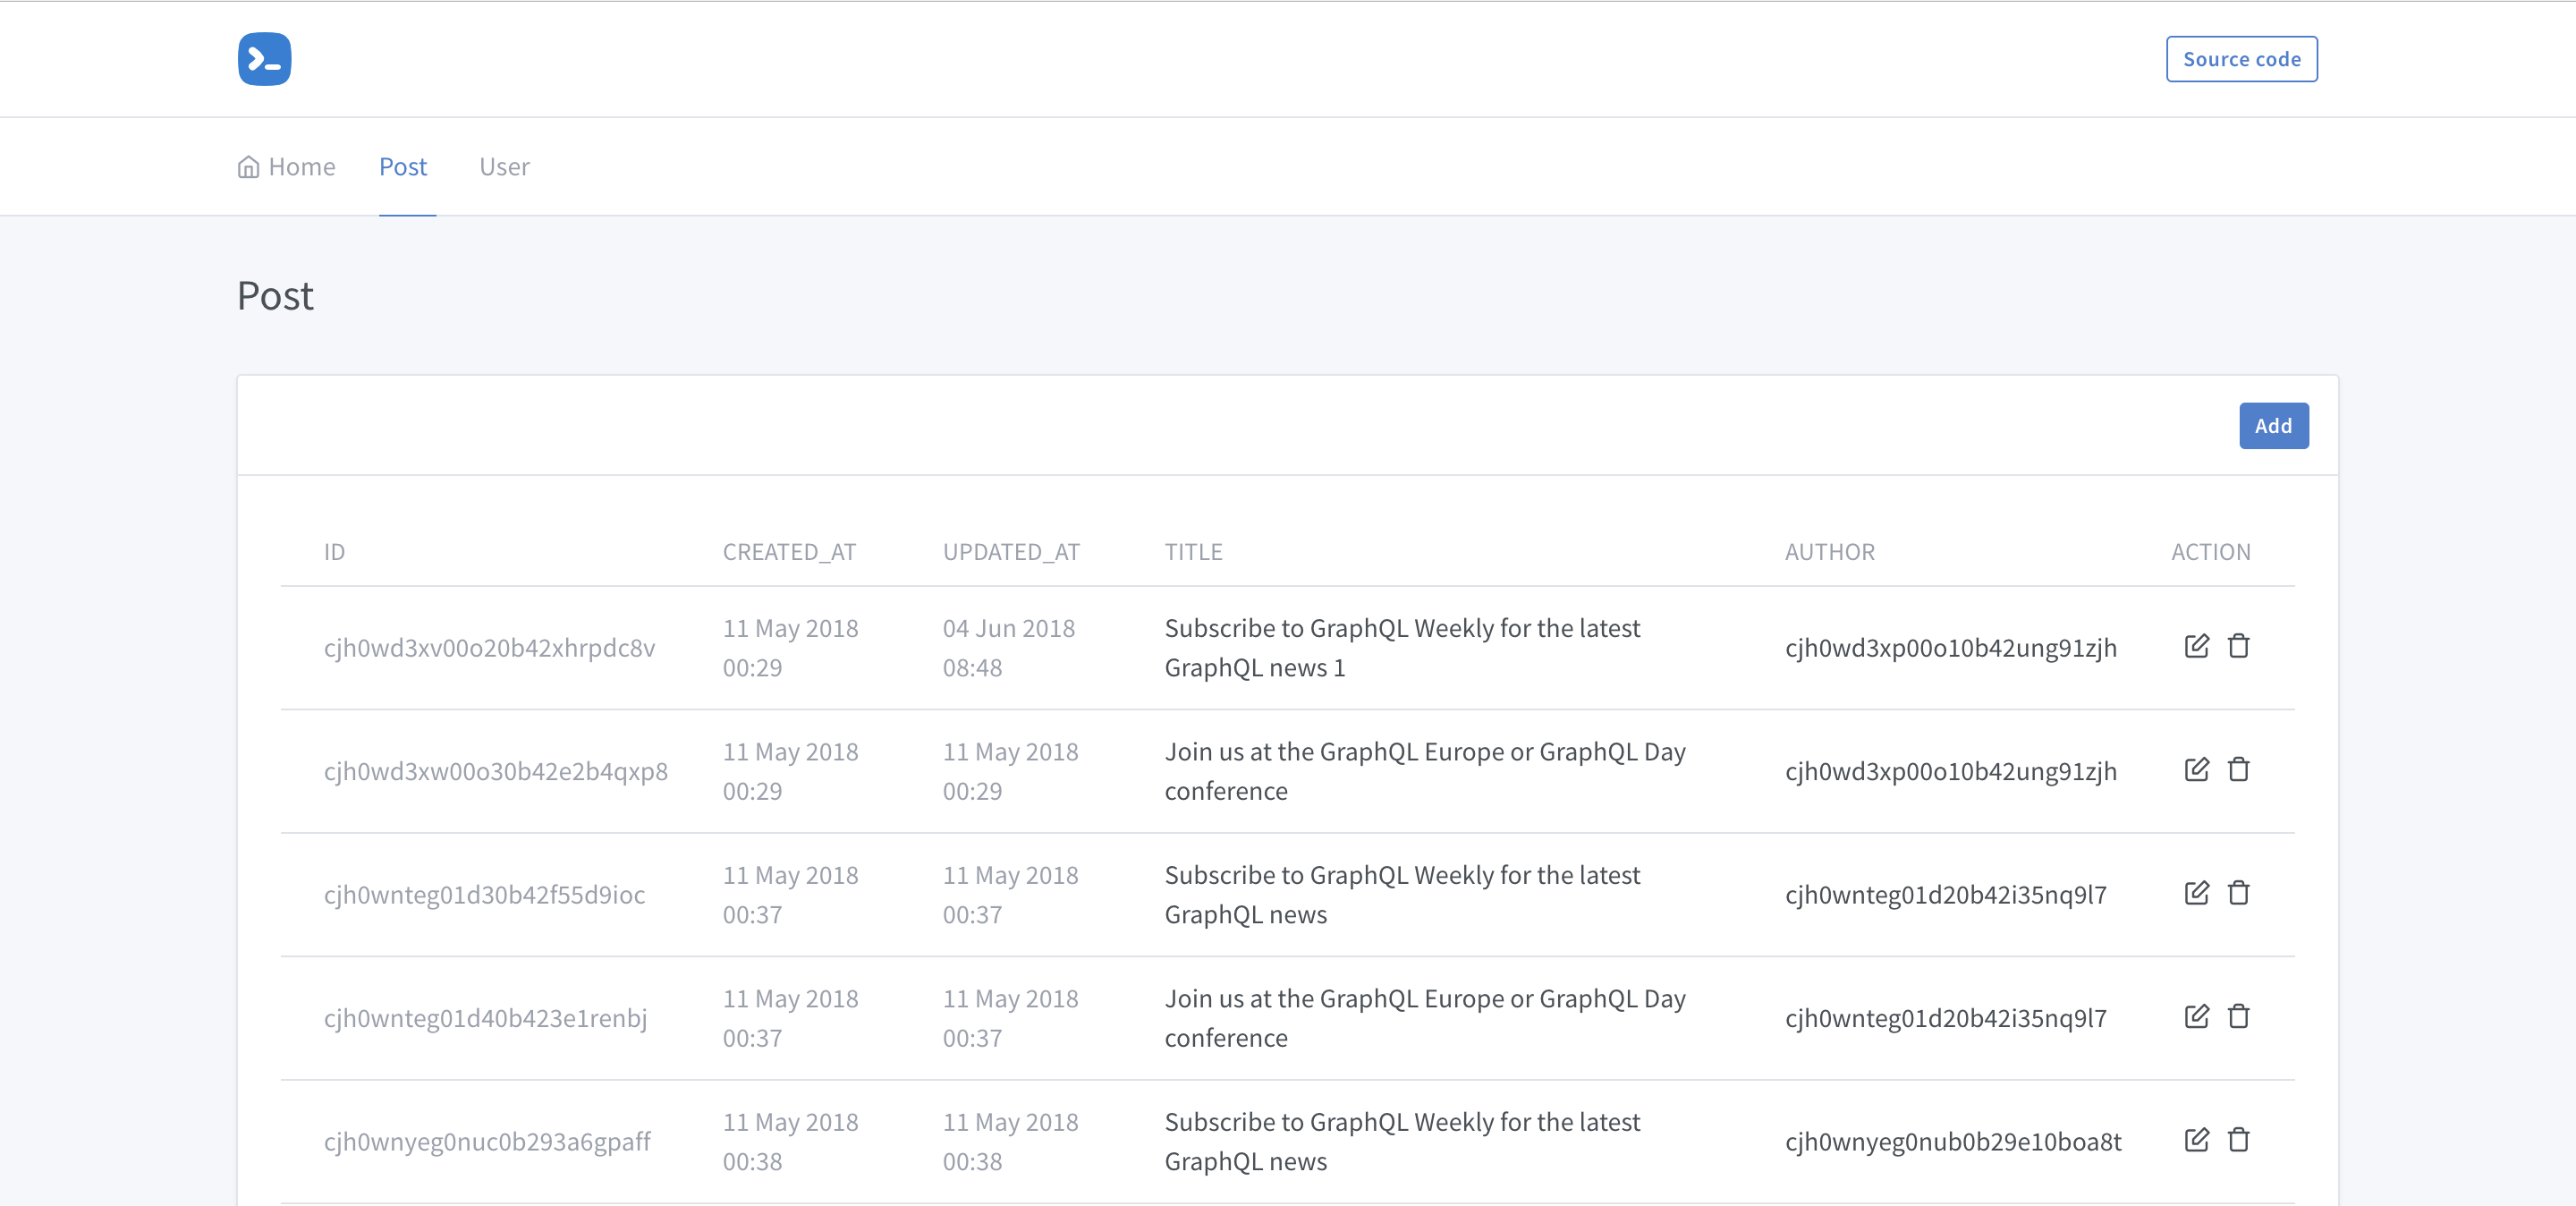 Source code
Home Post User
Post
Add
ID CREATED_AT UPDATED_AT TITLE AUTHOR ACTION
cjh0wd3xv00o20b42xhrpdc8v 11 May 2018 00:29 04 Jun 2018 08:48 Subscribe to GraphQL Weekly for the latest GraphQL news 1 cjh0wd3xp00o10b42ung91zjh
cjh0wd3xw00o30b42e2b4qxp8 11 May 2018 00:29 11 May 2018 00:29 Join us at the GraphQL Europe or GraphQL Day conference cjh0wd3xp00o10b42ung91zjh
cjh0wnteg01d30b42f55d9ioc 11 May 2018 00:37 11 May 2018 00:37 Subscribe to GraphQL Weekly for the latest GraphQL news cjh0wnteg01d20b42i35nq9l7
cjh0wnteg01d40b423e1renbj 11 May 2018 00:37 11 May 2018 00:37 Join us at the GraphQL Europe or GraphQL Day conference cjh0wnteg01d20b42i35nq9l7
cjh0wnyeg0nuc0b293a6gpaff 11 May 2018 00:38 11 May 2018 00:38 Subscribe to GraphQL Weekly for the latest GraphQL news cjh0wnyeg0nub0b29e10boa8t